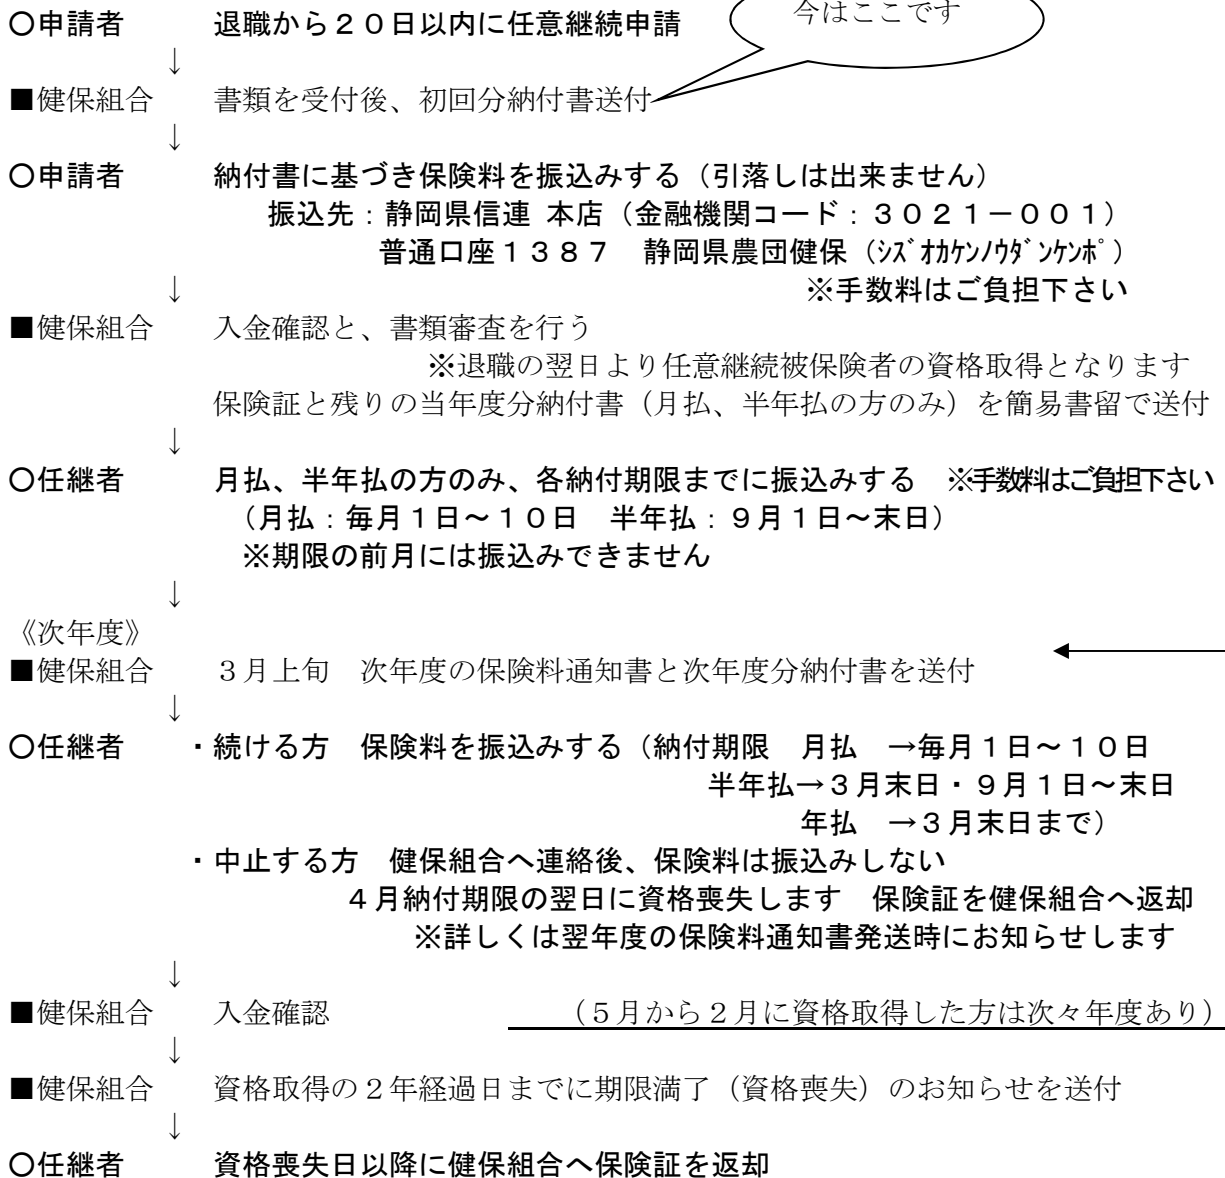 今はここです
〇申請者　　　退職から２０日以内に任意継続申請
↓
■健保組合　　書類を受付後、初回分納付書送付
↓
〇申請者　　　納付書に基づき保険料を振込みする（引落しは出来ません）
振込先：静岡県信連 本店（金融機関コード：３０２１－００１）
普通口座１３８７　静岡県農団健保（ｼｽﾞｵｶｹﾝﾉｳﾀﾞﾝｹﾝﾎﾟ）
↓　　※手数料はご負担下さい
■健保組合　　入金確認と、書類審査を行う
※退職の翌日より任意継続被保険者の資格取得となります
保険証と残りの当年度分納付書（月払、半年払の方のみ）を簡易書留で送付
↓
〇任継者　　　月払、半年払の方のみ、各納付期限までに振込みする　※手数料はご負担下さい
（月払：毎月１日～１０日　半年払：９月１日～末日）
※期限の前月には振込みできません
↓
《次年度》
■健保組合　　３月上旬　次年度の保険料通知書と次年度分納付書を送付
↓
〇任継者　　・続ける方　保険料を振込みする（納付期限　月払　→毎月１日～１０日
半年払→３月末日・９月１日～末日
年払　→３月末日まで）
・中止する方　健保組合へ連絡後、保険料は振込みしない
４月納付期限の翌日に資格喪失します　保険証を健保組合へ返却
※詳しくは翌年度の保険料通知書発送時にお知らせします
↓
■健保組合　　入金確認　　　　　　（５月から２月に資格取得した方は次々年度あり）
↓
■健保組合　　資格取得の２年経過日までに期限満了（資格喪失）のお知らせを送付
↓
〇任継者　　　資格喪失日以降に健保組合へ保険証を返却